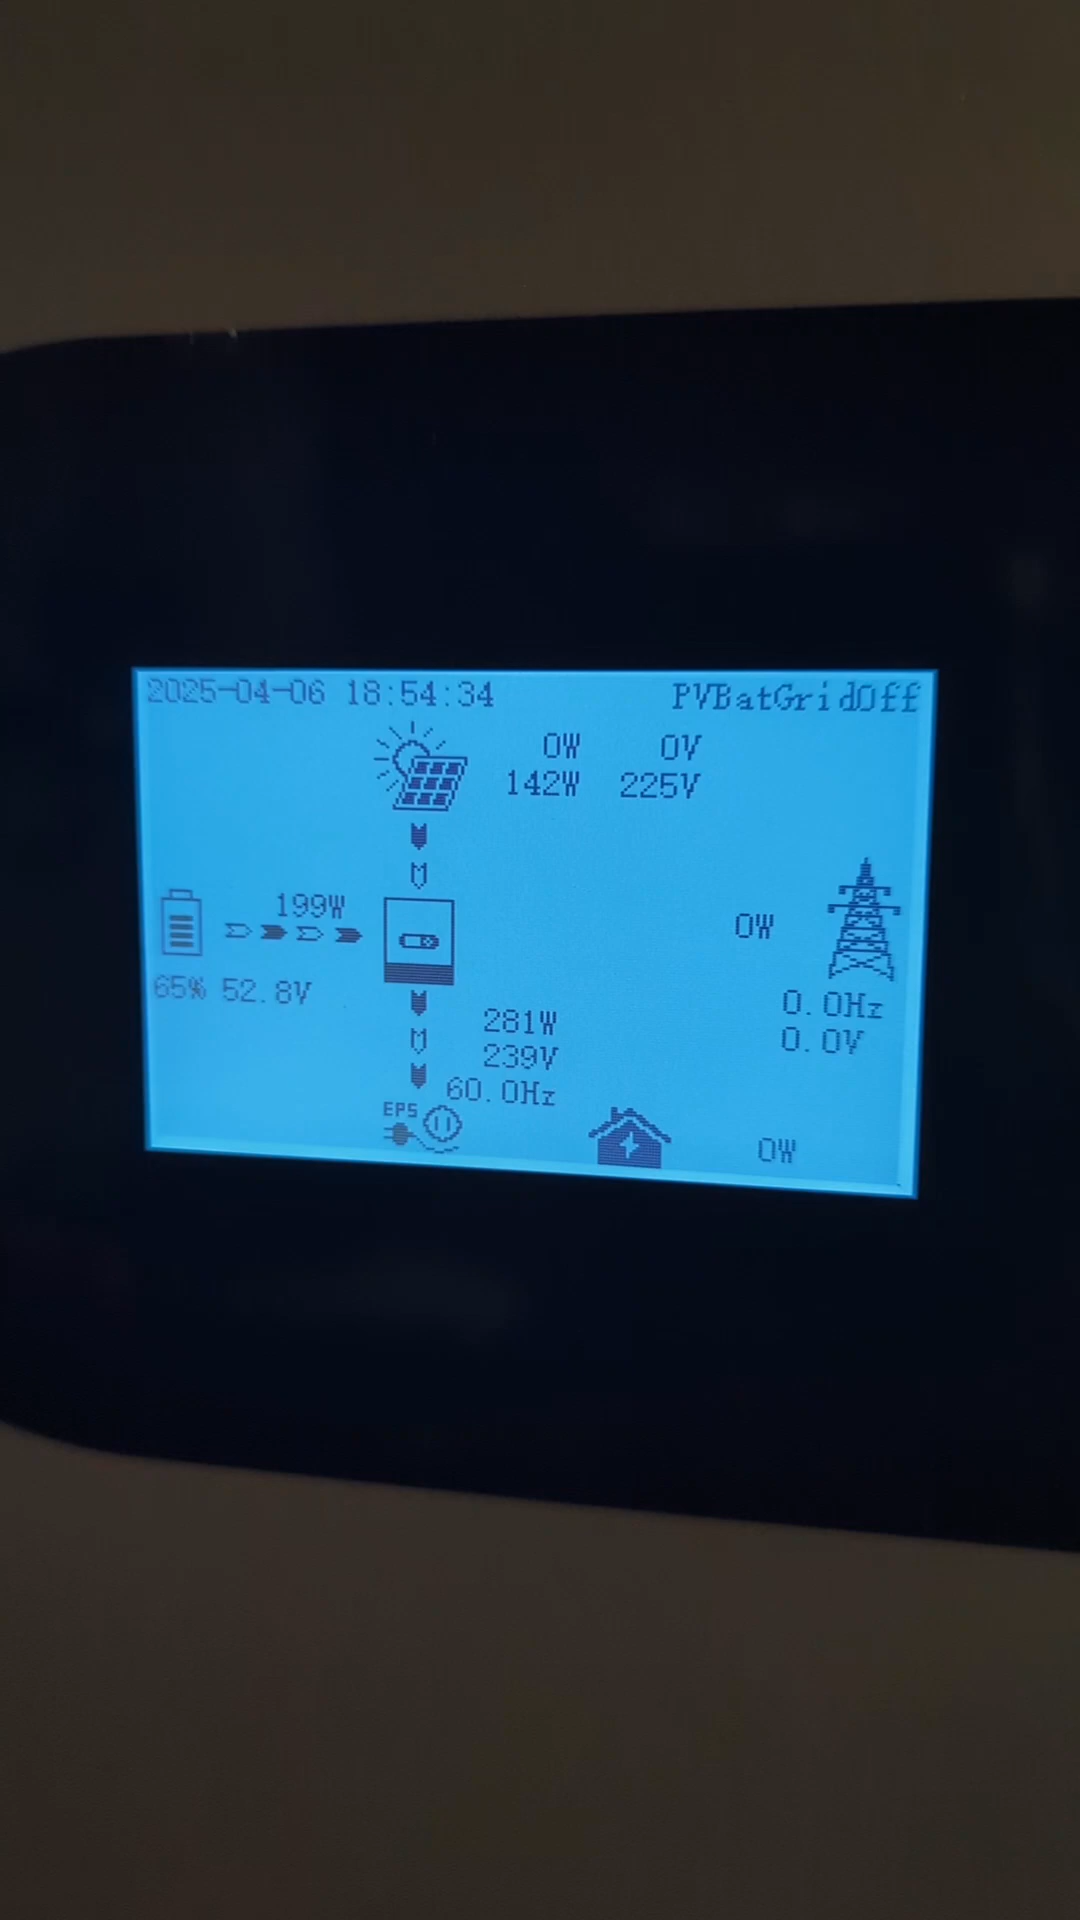 2025-04-06 18:54:34 PVBatGridOff
0W 0V
142W 225V
199W
0W
65% 52.8V
0.0Hz
281W
0.0V
239V
60.0Hz
EPS
0W